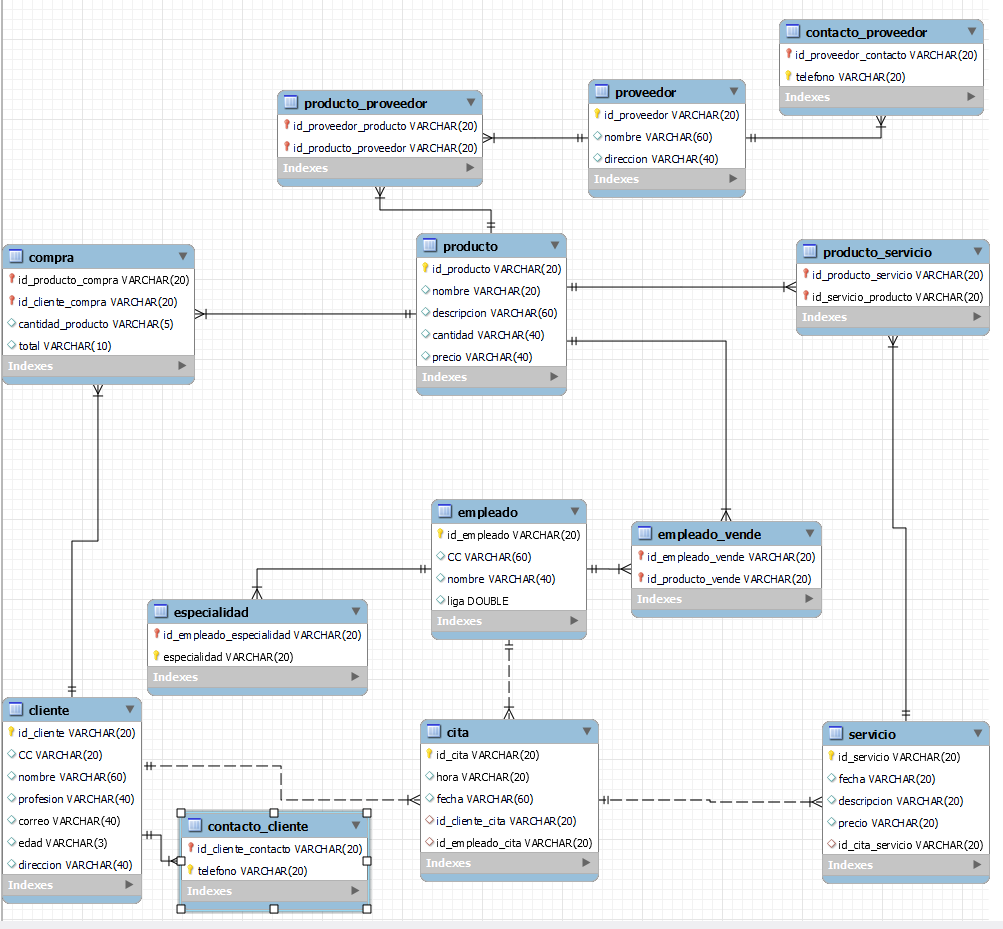 contacto_proveedor
id_proveedor_contacto VARCHAR(20)
telefono VARCHAR(20)
Indexes
proveedor
id_proveedor VARCHAR(20)
nombre VARCHAR(60)
direccion VARCHAR(40)
Indexes
producto_proveedor
id_proveedor_producto VARCHAR(20)
id_producto_proveedor VARCHAR(20)
Indexes
compra
id_producto_compra VARCHAR(20)
id_cliente_compra VARCHAR(20)
cantidad_producto VARCHAR(5)
total VARCHAR(10)
Indexes
producto
id_producto VARCHAR(20)
nombre VARCHAR(20)
descripcion VARCHAR(60)
cantidad VARCHAR(40)
precio VARCHAR(40)
Indexes
producto_servicio
id_producto_servicio VARCHAR(20)
id_servicio_producto VARCHAR(20)
Indexes
empleado
id_empleado VARCHAR(20)
CC VARCHAR(60)
nombre VARCHAR(40)
liga DOUBLE
Indexes
empleado_vende
id_empleado_vende VARCHAR(20)
id_producto_vende VARCHAR(20)
Indexes
especialidad
id_empleado_especialidad VARCHAR(20)
especialidad VARCHAR(20)
Indexes
cliente
id_cliente VARCHAR(20)
CC VARCHAR(20)
nombre VARCHAR(60)
profesion VARCHAR(40)
correo VARCHAR(40)
edad VARCHAR(3)
direccion VARCHAR(40)
Indexes
contacto_cliente
id_cliente_contacto VARCHAR(20)
telefono VARCHAR(20)
Indexes
cita
id_cita VARCHAR(20)
hora VARCHAR(20)
fecha VARCHAR(60)
id_cliente_cita VARCHAR(20)
id_empleado_cita VARCHAR(20)
Indexes
servicio
id_servicio VARCHAR(20)
fecha VARCHAR(20)
descripcion VARCHAR(20)
precio VARCHAR(20)
id_cita_servicio VARCHAR(20)
Indexes